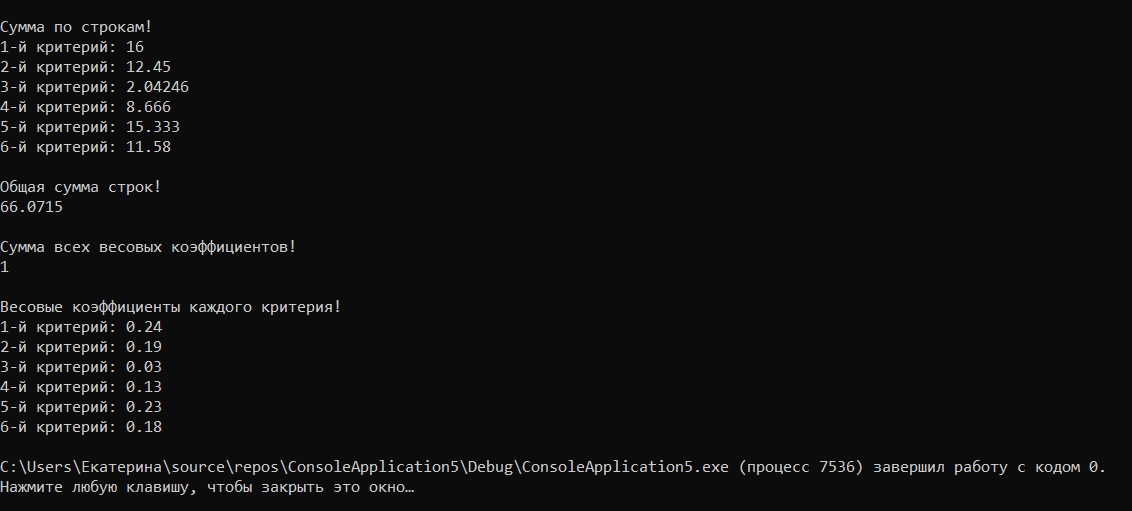 Сумма по строкам!
1-й критерий: 16
2-й критерий: 12.45
3-й критерий: 2.04246
4-й критерий: 8.666
5-й критерий: 15.333
6-й критерий: 11.58
Общая сумма строк!
66.0715
Сумма всех весовых коэффициентов!
1
Весовые коэффициенты каждого критерия!
1-й критерий: 0.24
2-й критерий: 0.19
3-й критерий: 0.03
4-й критерий: 0.13
5-й критерий: 0.23
6-й критерий: 0.18
C:\Users\Екатерина\source\repos\ConsoleApplication5\Debug\ConsoleApplication5.exe (процесс 7536) завершил работу с кодом 0.
Нажмите любую клавишу, чтобы закрыть это окно…